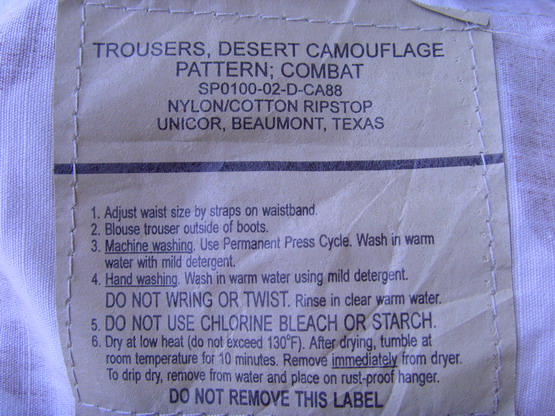 TROUSERS, DESERT CAMOUFLAGE
PATTERN; COMBAT
SP0100-02-D-CA88
NYLON/COTTON RIPSTOP
UNICOR, BEAUMONT, TEXAS
1. Adjust waist size by straps on waistband.
2. Blouse trouser outside of boots.
3. Machine washing. Use Permanent Press Cycle. Wash in warm
water with mild detergent.
4. Hand washing. Wash in warm water using mild detergent.
DO NOT WRING OR TWIST. Rinse in clear warm water.
5. DO NOT USE CHLORINE BLEACH OR STARCH.
6. Dry at low heat (do not exceed 130°F). After drying, tumble at
room temperature for 10 minutes. Remove immediately from dryer.
To drip dry, remove from water and place on rust-proof hanger.
DO NOT REMOVE THIS LABEL